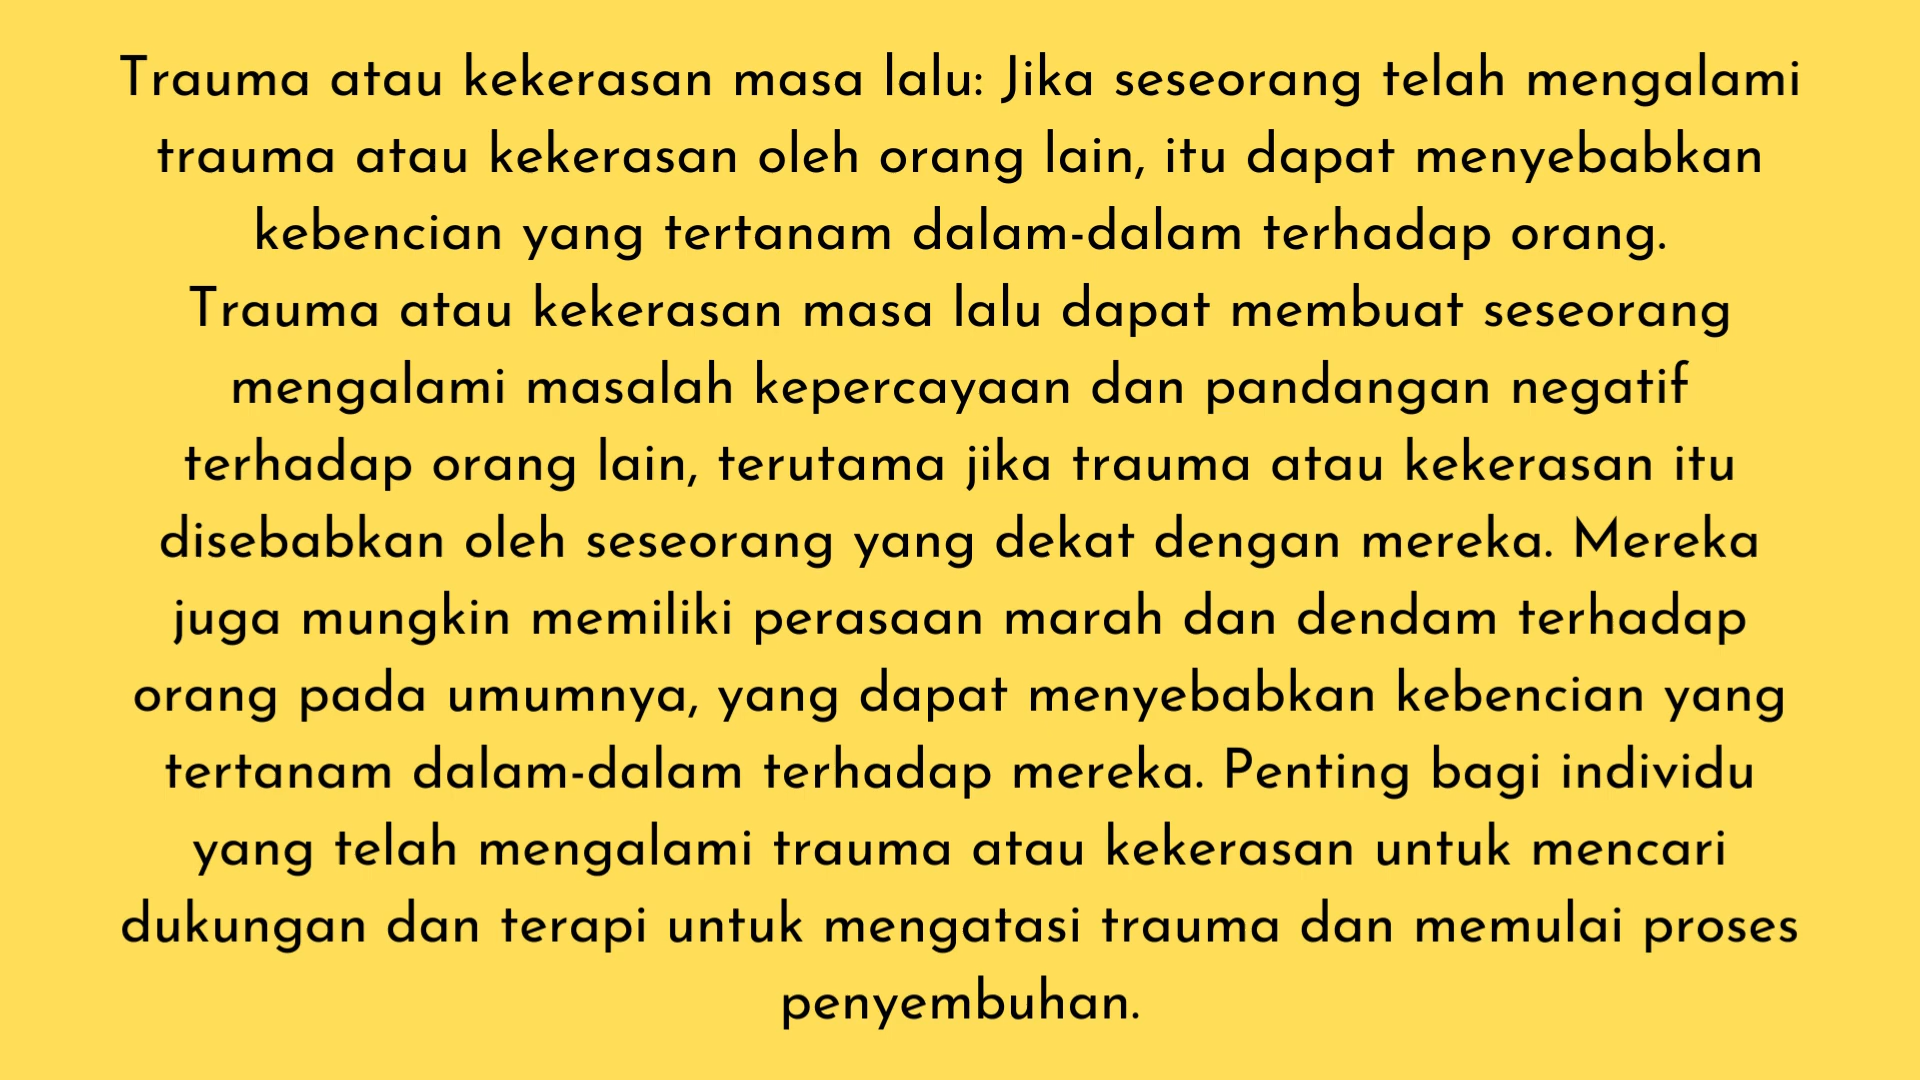 Trauma atau kekerasan masa lalu: Jika seseorang telah mengalami
trauma atau kekerasan oleh orang lain, itu dapat menyebabkan
kebencian yang tertanam dalam-dalam terhadap orang.
Trauma atau kekerasan masa lalu dapat membuat seseorang
mengalami masalah kepercayaan dan pandangan negatif
terhadap orang lain, terutama jika trauma atau kekerasan itu
disebabkan oleh seseorang yang dekat dengan mereka. Mereka
juga mungkin memiliki perasaan marah dan dendam terhadap
orang pada umumnya, yang dapat menyebabkan kebencian yang
tertanam dalam-dalam terhadap mereka. Penting bagi individu
yang telah mengalami trauma atau kekerasan untuk mencari
dukungan dan terapi untuk mengatasi trauma dan memulai proses
penyembuhan.